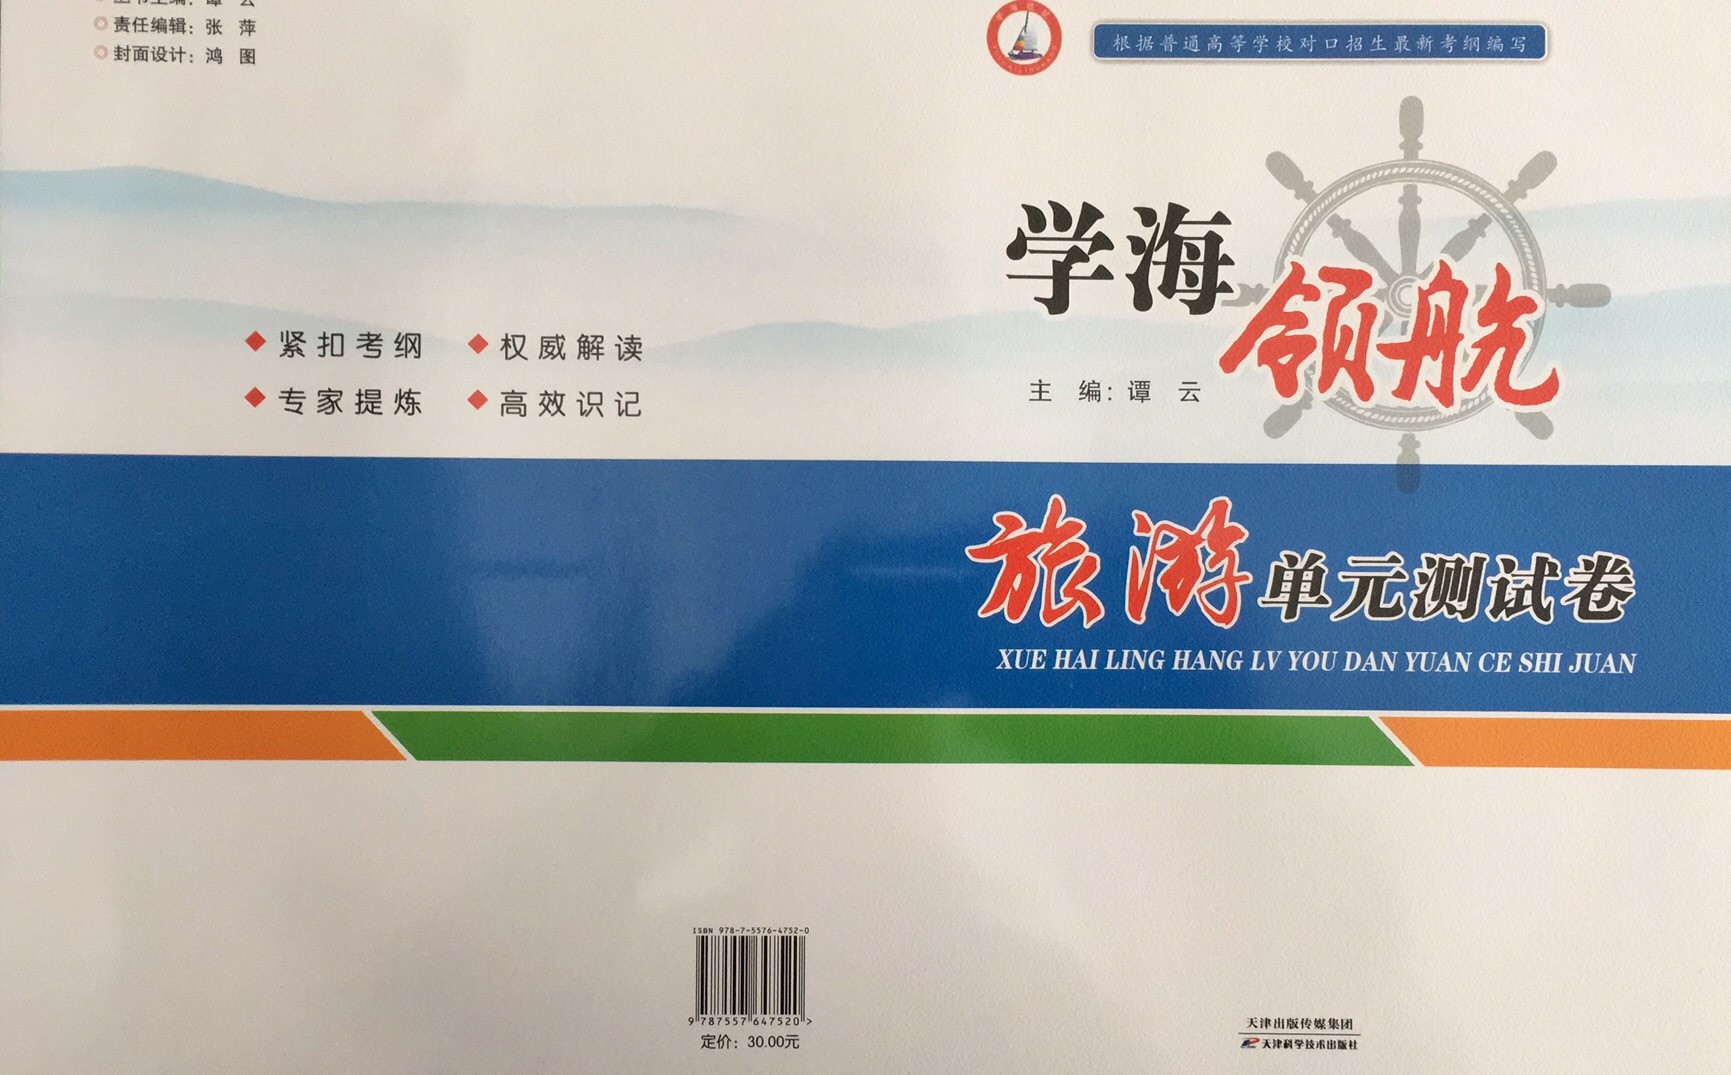 责任编辑：张 萍
封面设计：鸿 图
紧扣考纲 权威解读
专家提炼 高效识记
ISBN 978-7-5576-4752-0
9 787557 647520 >
定价：30.00元
根据普通高等学校对口招生最新考纲编写
学海
领航
主 编：谭 云
旅游单元测试卷
XUE HAI LING HANG LV YOU DAN YUAN CE SHI JUAN
天津出版传媒集团
天津科学技术出版社